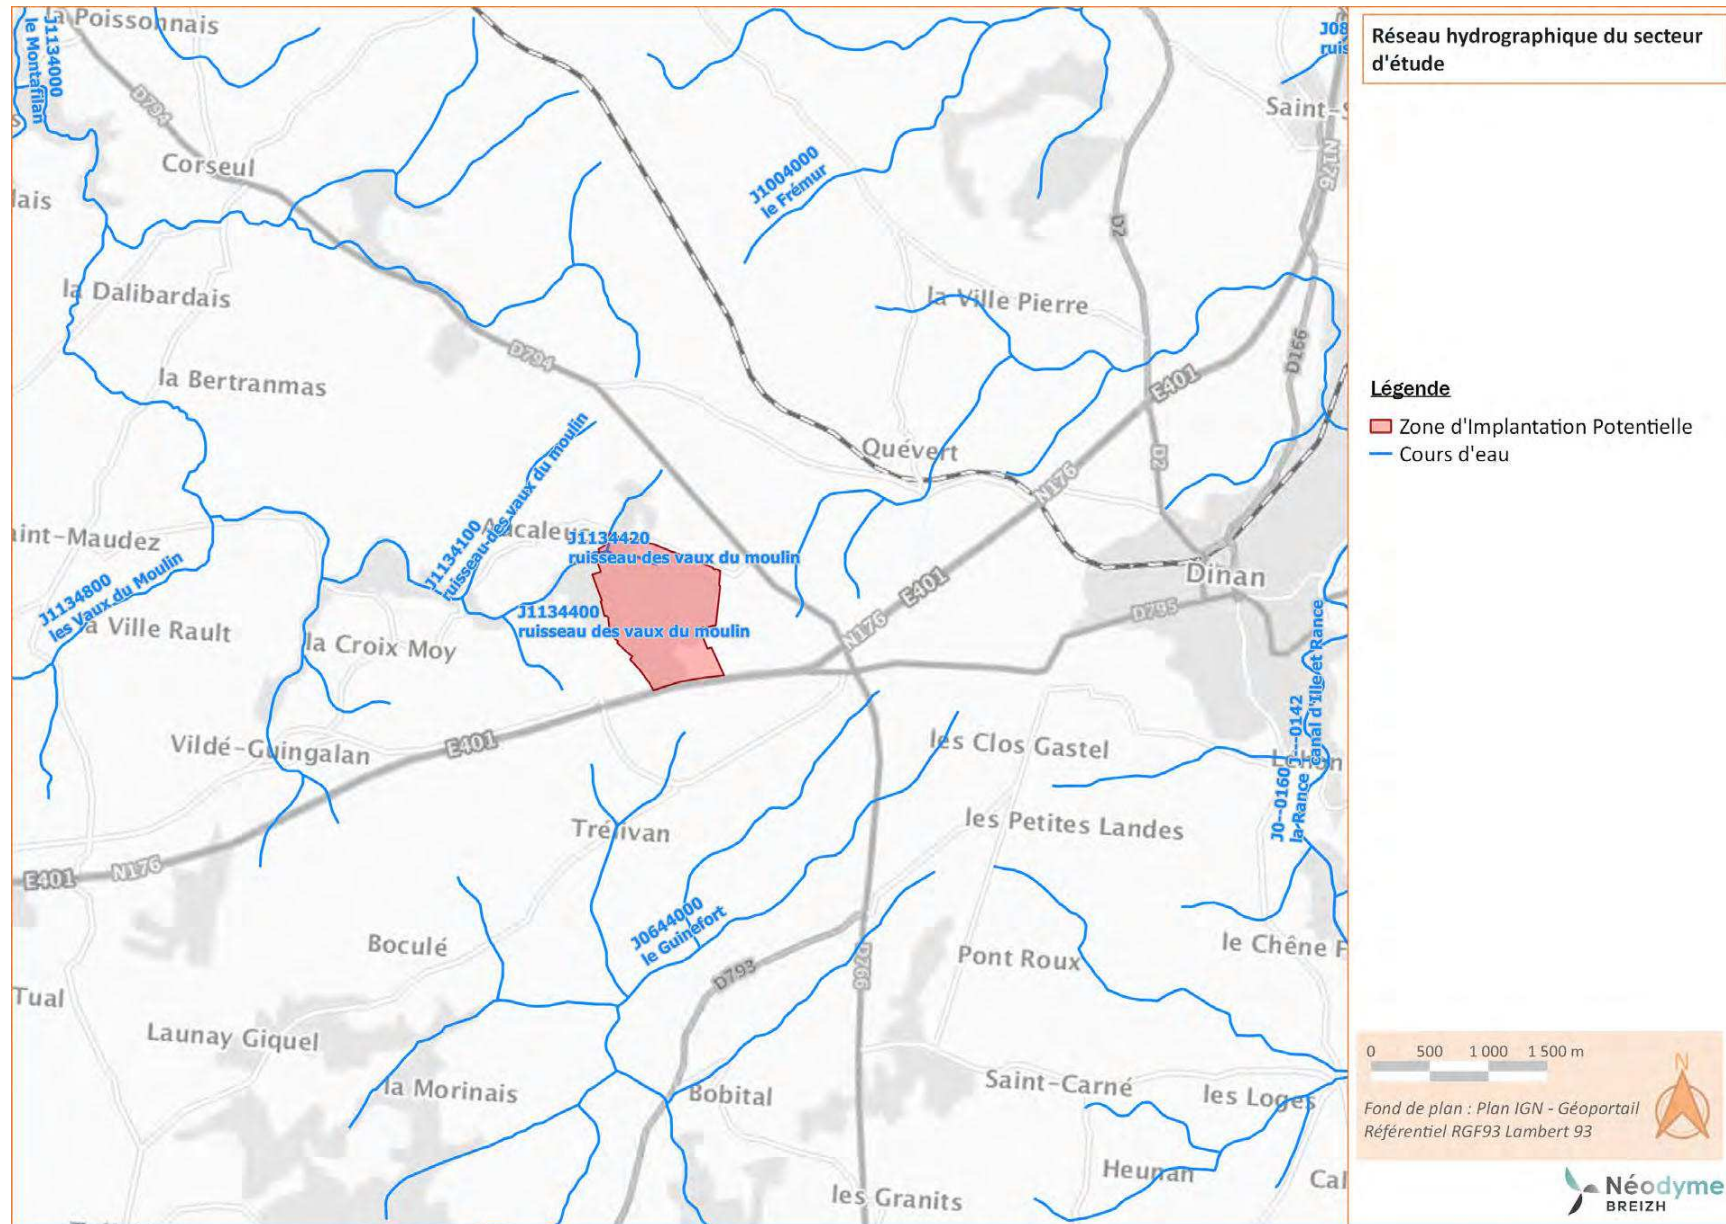 la Poissonnais
J1134000
le Montafilan
D794
Corseul
J1004000
le Frémur
D2
N176
la Dalibardais
la Ville Pierre
D794
D166
E401
la Bertranmas
Quévert
N176
D2
J1134100
ruisseau des vaux du moulin
J1134420
ruisseau des vaux du moulin
E401
Dinan
D795
J1134800
les Vaux du Moulin
la Croix Moy
J1134400
ruisseau des vaux du moulin
N176
Vildé-Guingalan
E401
les Clos Gastel
J---0142
canal d'Ille et Rance
J0--0160
la Rance
Trélivan
les Petites Landes
E401
N176
J0644000
le Guinefort
Boculé
D793
D766
Pont Roux
le Chêne F
Tual
Launay Giquel
la Morinais
Bobital
Saint-Carné
les Loges
Heunan
Cal
les Granits
Réseau hydrographique du secteur
d'étude
Légende
Zone d'Implantation Potentielle
Cours d'eau
0 500 1 000 1 500 m
N
Fond de plan : Plan IGN - Géoportail
Référentiel RGF93 Lambert 93
Néodyme
BREIZH